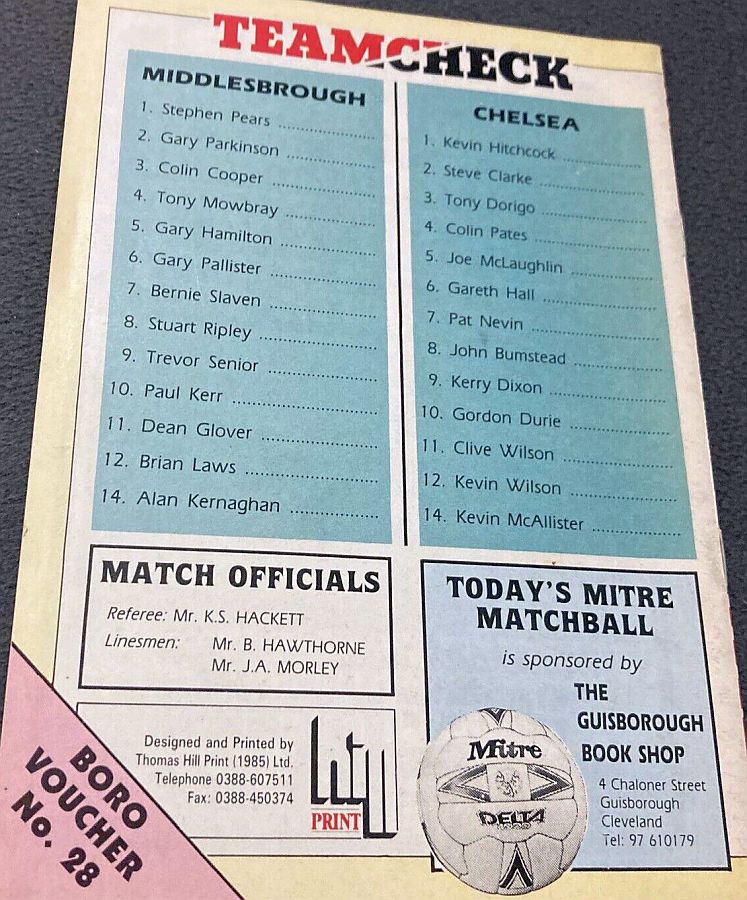 TEAMCHECK
MIDDLESBROUGH
1. Stephen Pears
2. Gary Parkinson
3. Colin Cooper
4. Tony Mowbray
5. Gary Hamilton
6. Gary Pallister
7. Bernie Slaven
8. Stuart Ripley
9. Trevor Senior
10. Paul Kerr
11. Dean Glover
12. Brian Laws
14. Alan Kernaghan
CHELSEA
1. Kevin Hitchcock
2. Steve Clarke
3. Tony Dorigo
4. Colin Pates
5. Joe McLaughlin
6. Gareth Hall
7. Pat Nevin
8. John Bumstead
9. Kerry Dixon
10. Gordon Durie
11. Clive Wilson
12. Kevin Wilson
14. Kevin McAllister
MATCH OFFICIALS
Referee: Mr. K.S. HACKETT
Linesmen: Mr. B. HAWTHORNE
Mr. J.A. MORLEY
Designed and Printed by
Thomas Hill Print (1985) Ltd.
Telephone 0388-607511
Fax: 0388-450374
PRINT
TODAY'S MITRE
MATCHBALL
is sponsored by
THE
GUISBOROUGH
BOOK SHOP
4 Chaloner Street
Guisborough
Cleveland
Tel: 97 610179
Mitre
DELTA
BORO
VOUCHER
No. 28